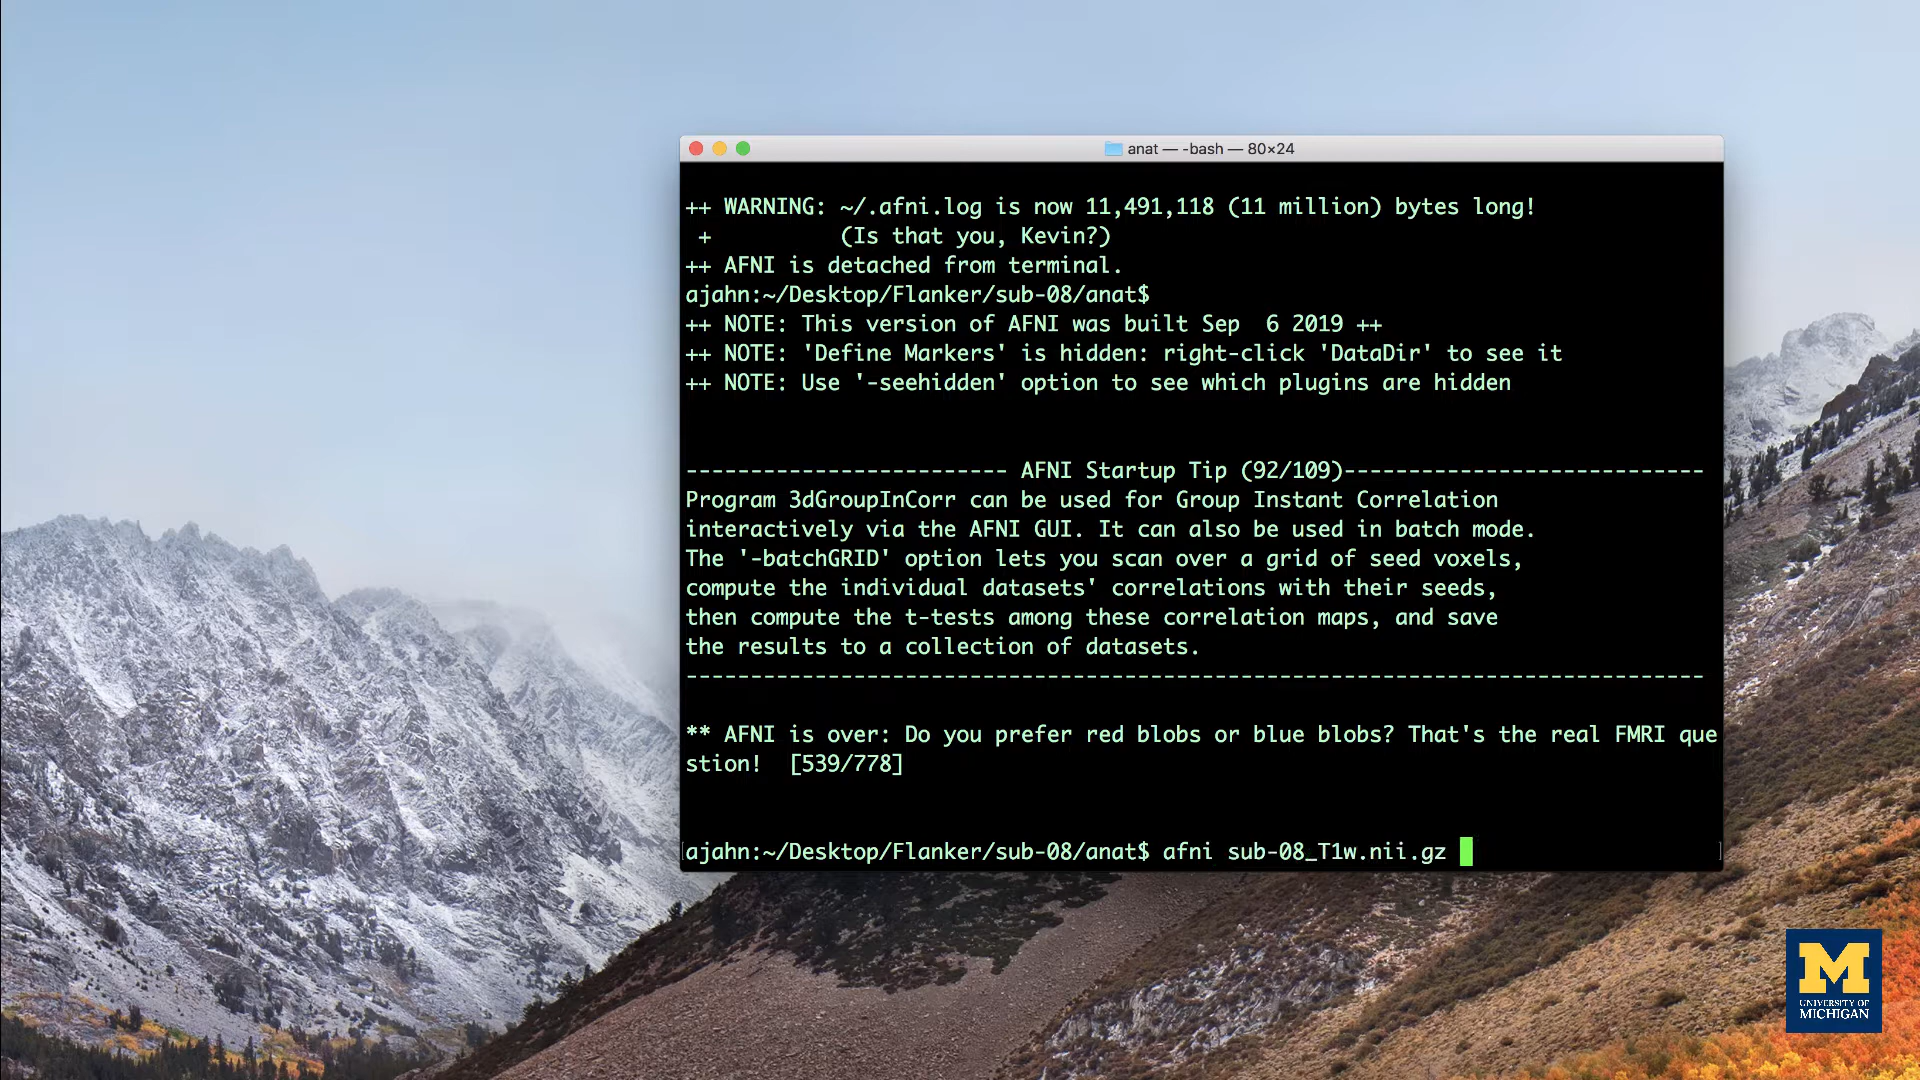 anat — -bash — 80×24
++ WARNING: ~/.afni.log is now 11,491,118 (11 million) bytes long!
+ (Is that you, Kevin?)
++ AFNI is detached from terminal.
ajahn:~/Desktop/Flanker/sub-08/anat$
++ NOTE: This version of AFNI was built Sep  6 2019 ++
++ NOTE: 'Define Markers' is hidden: right-click 'DataDir' to see it
++ NOTE: Use '-seehidden' option to see which plugins are hidden
------------------------- AFNI Startup Tip (92/109)----------------------------
Program 3dGroupInCorr can be used for Group Instant Correlation
interactively via the AFNI GUI. It can also be used in batch mode.
The '-batchGRID' option lets you scan over a grid of seed voxels,
compute the individual datasets' correlations with their seeds,
then compute the t-tests among these correlation maps, and save
the results to a collection of datasets.
-------------------------------------------------------------------------------
** AFNI is over: Do you prefer red blobs or blue blobs? That's the real FMRI que
stion!  [539/778]
ajahn:~/Desktop/Flanker/sub-08/anat$ afni sub-08_T1w.nii.gz
M
UNIVERSITY OF
MICHIGAN